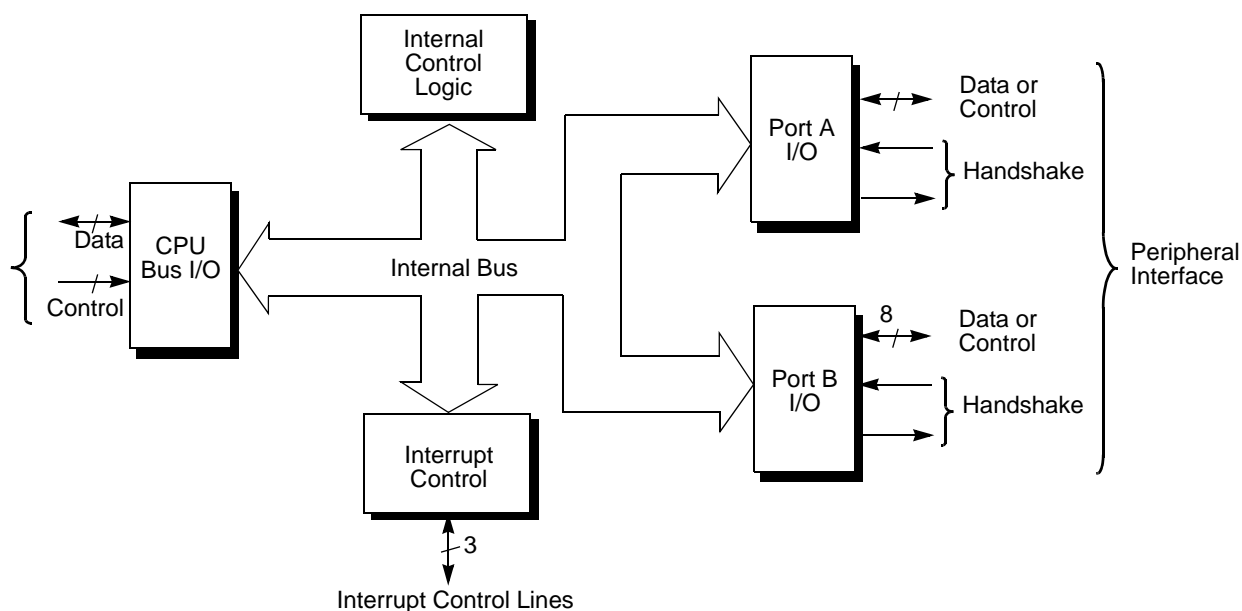 Internal
Control
Logic
Data
Control
CPU
Bus I/O
Internal Bus
Port A
I/O
Data or
Control
Handshake
Peripheral
Interface
Port B
I/O
8
Data or
Control
Handshake
Interrupt
Control
3
Interrupt Control Lines